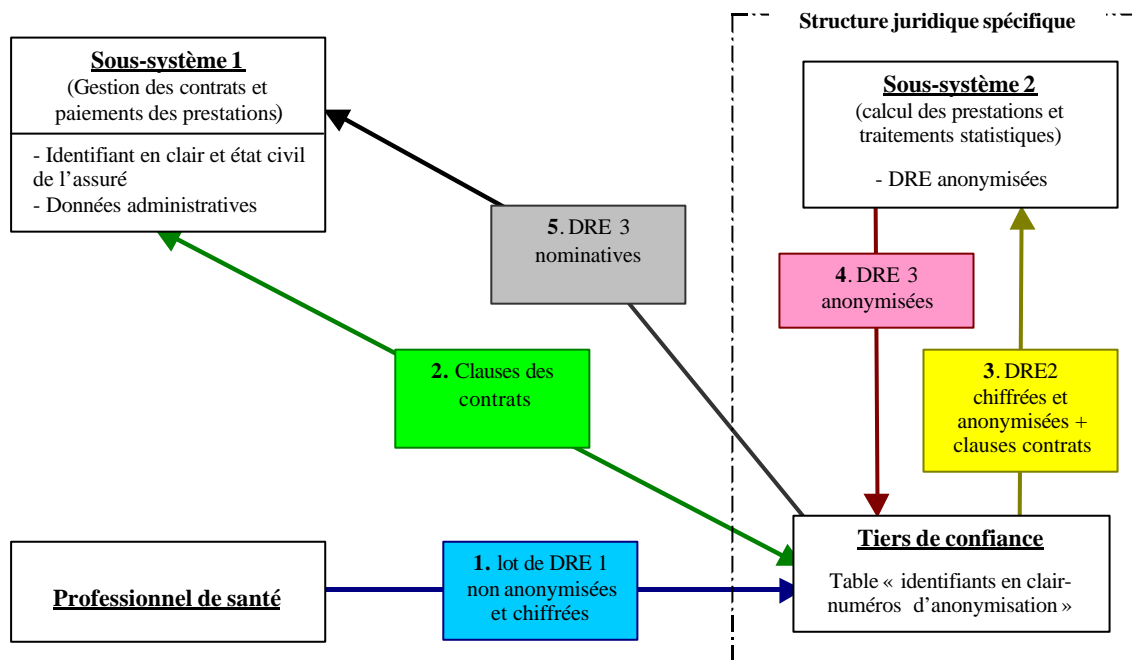 Structure juridique spécifique
Sous-système 1
(Gestion des contrats et
paiements des prestations)
- Identifiant en clair et état civil
de l'assuré
- Données administratives
Sous-système 2
(calcul des prestations et
traitements statistiques)
- DRE anonymisées
5. DRE 3
nominatives
4. DRE 3
anonymisées
2. Clauses des
contrats
3. DRE2
chiffrées et
anonymisées +
clauses contrats
Professionnel de santé
1. lot de DRE 1
non anonymisées
et chiffrées
Tiers de confiance
Table « identifiants en clair-
numéros d'anonymisation »